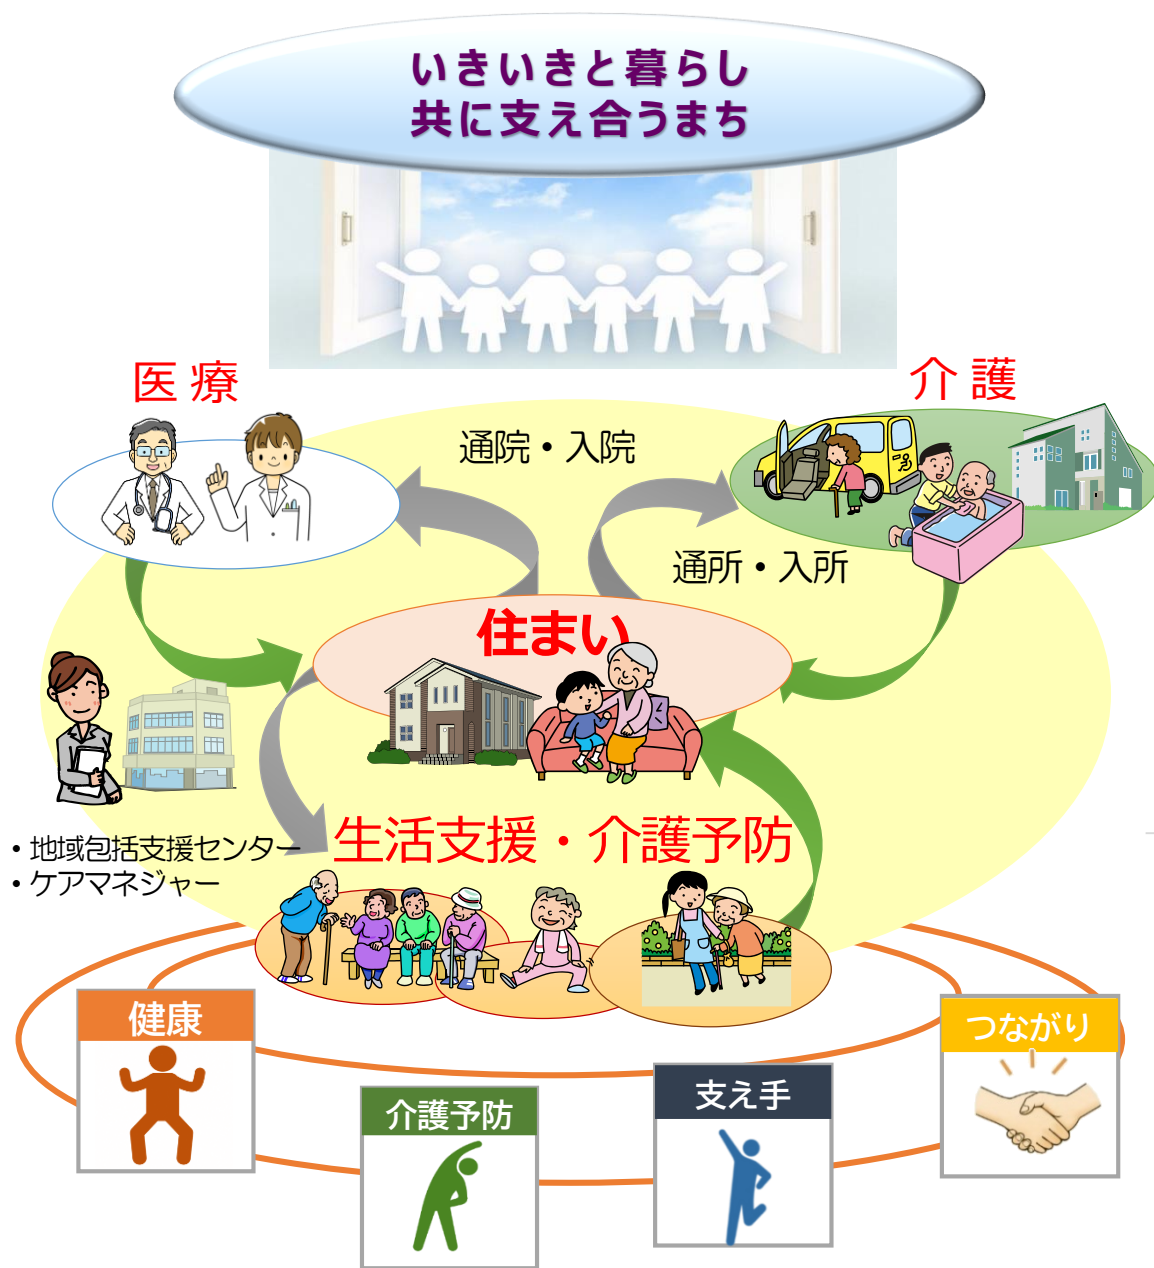 いきいきと暮らし
共に支え合うまち
医療
介護
通院・入院
通所・入所
住まい
生活支援・介護予防
・地域包括支援センター
・ケアマネジャー
健康
介護予防
支え手
つながり